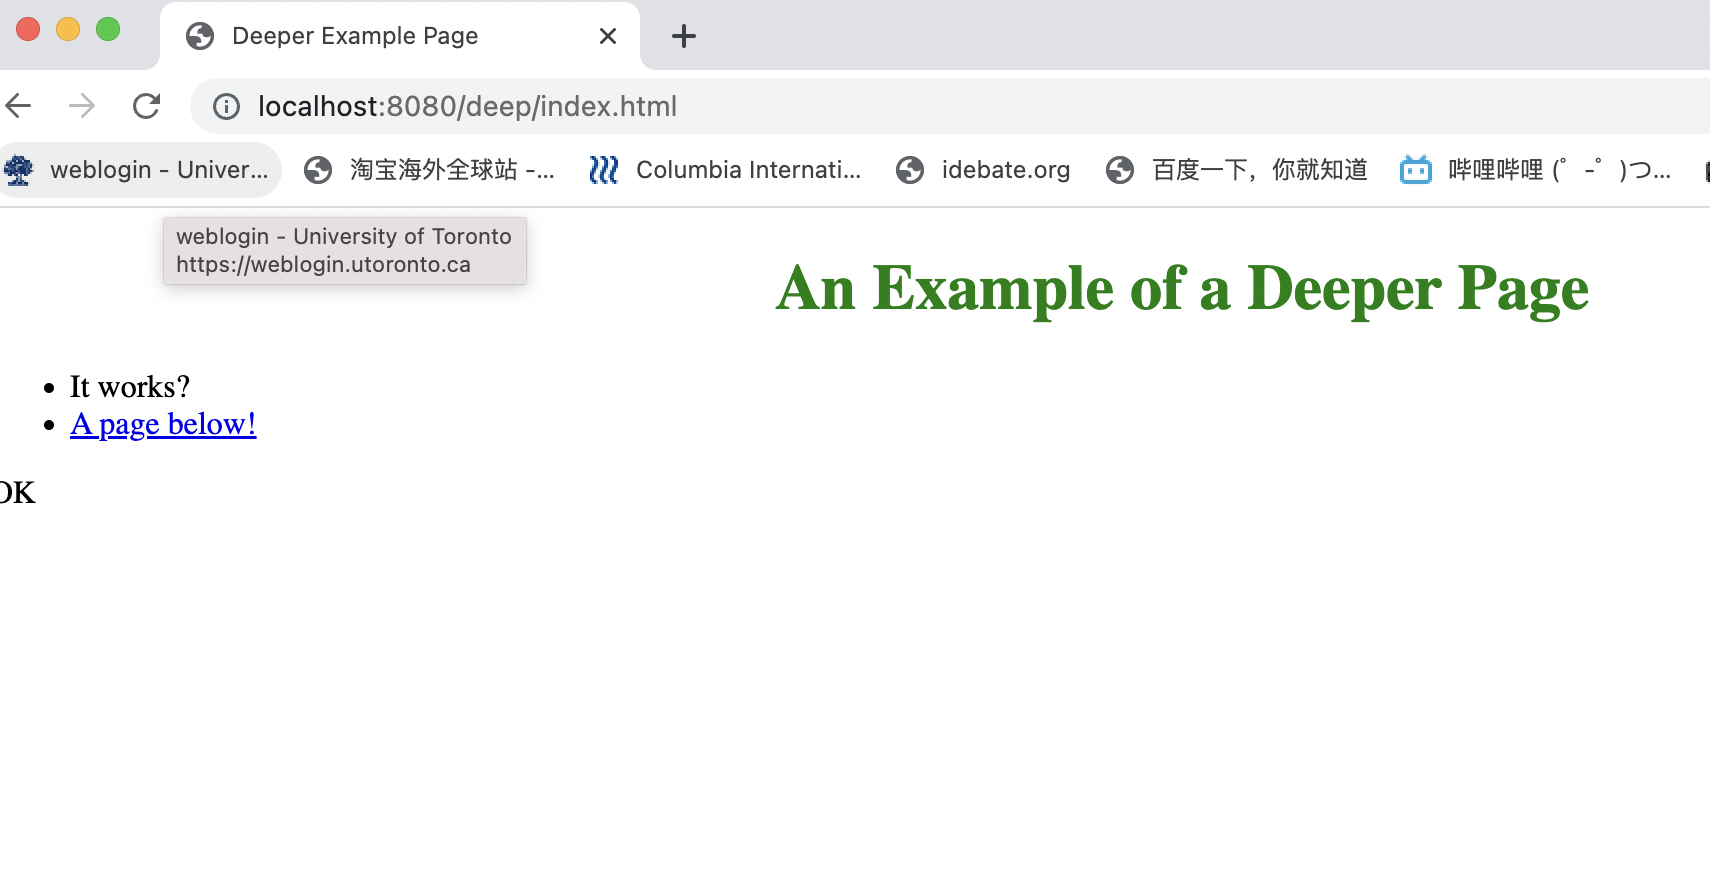 Deeper Example Page
localhost:8080/deep/index.html
weblogin - Univer... 淘宝海外全球站 -... Columbia Internati... idebate.org 百度一下，你就知道 哔哩哔哩 (゜-゜)つ...
weblogin - University of Toronto
https://weblogin.utoronto.ca
An Example of a Deeper Page
It works?
A page below!
OK